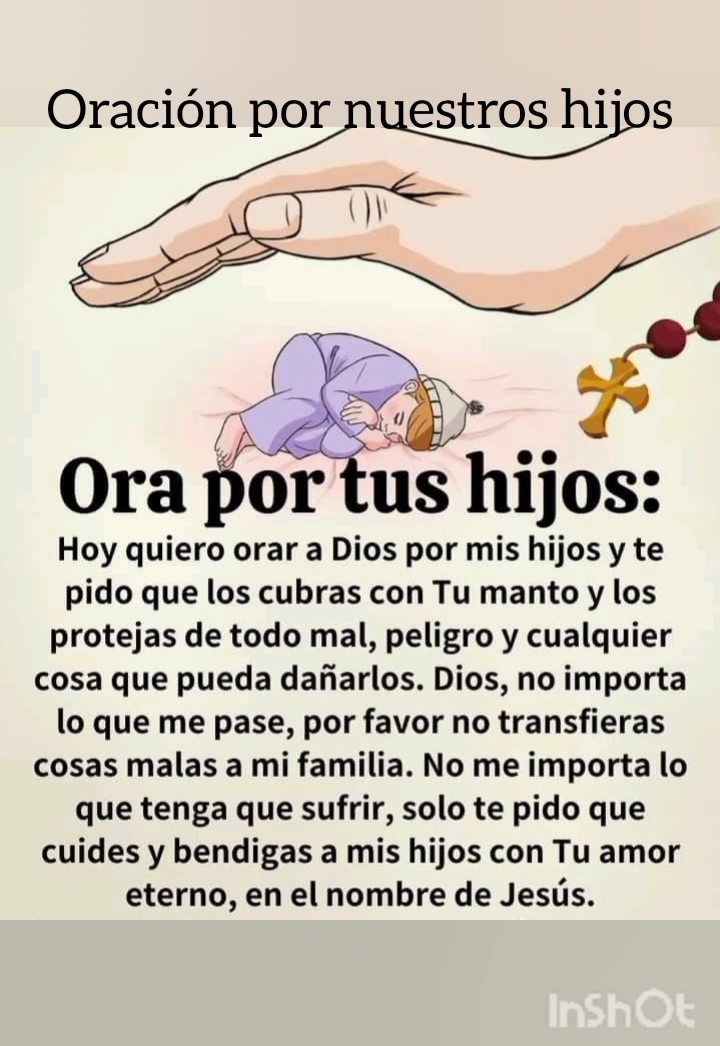 Oración por nuestros hijos
Ora por tus hijos:
Hoy quiero orar a Dios por mis hijos y te
pido que los cubras con Tu manto y los
protejas de todo mal, peligro y cualquier
cosa que pueda dañarlos. Dios, no importa
lo que me pase, por favor no transfieras
cosas malas a mi familia. No me importa lo
que tenga que sufrir, solo te pido que
cuides y bendigas a mis hijos con Tu amor
eterno, en el nombre de Jesús.
InShOt